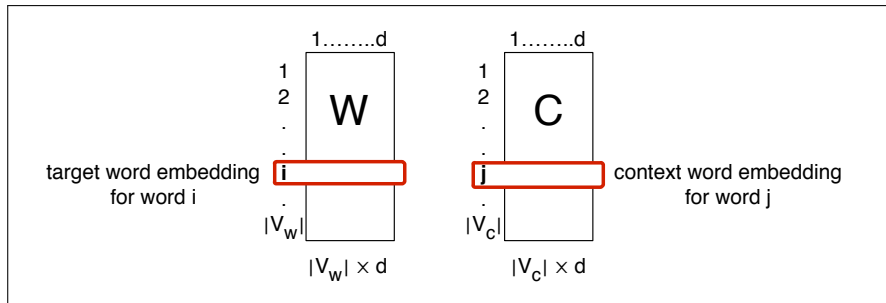 1........d
1
2
.
.
i
.
|Vw|
W
target word embedding
for word i
|Vw| × d
1........d
1
2
.
.
j
.
|Vc|
C
context word embedding
for word j
|Vc| × d